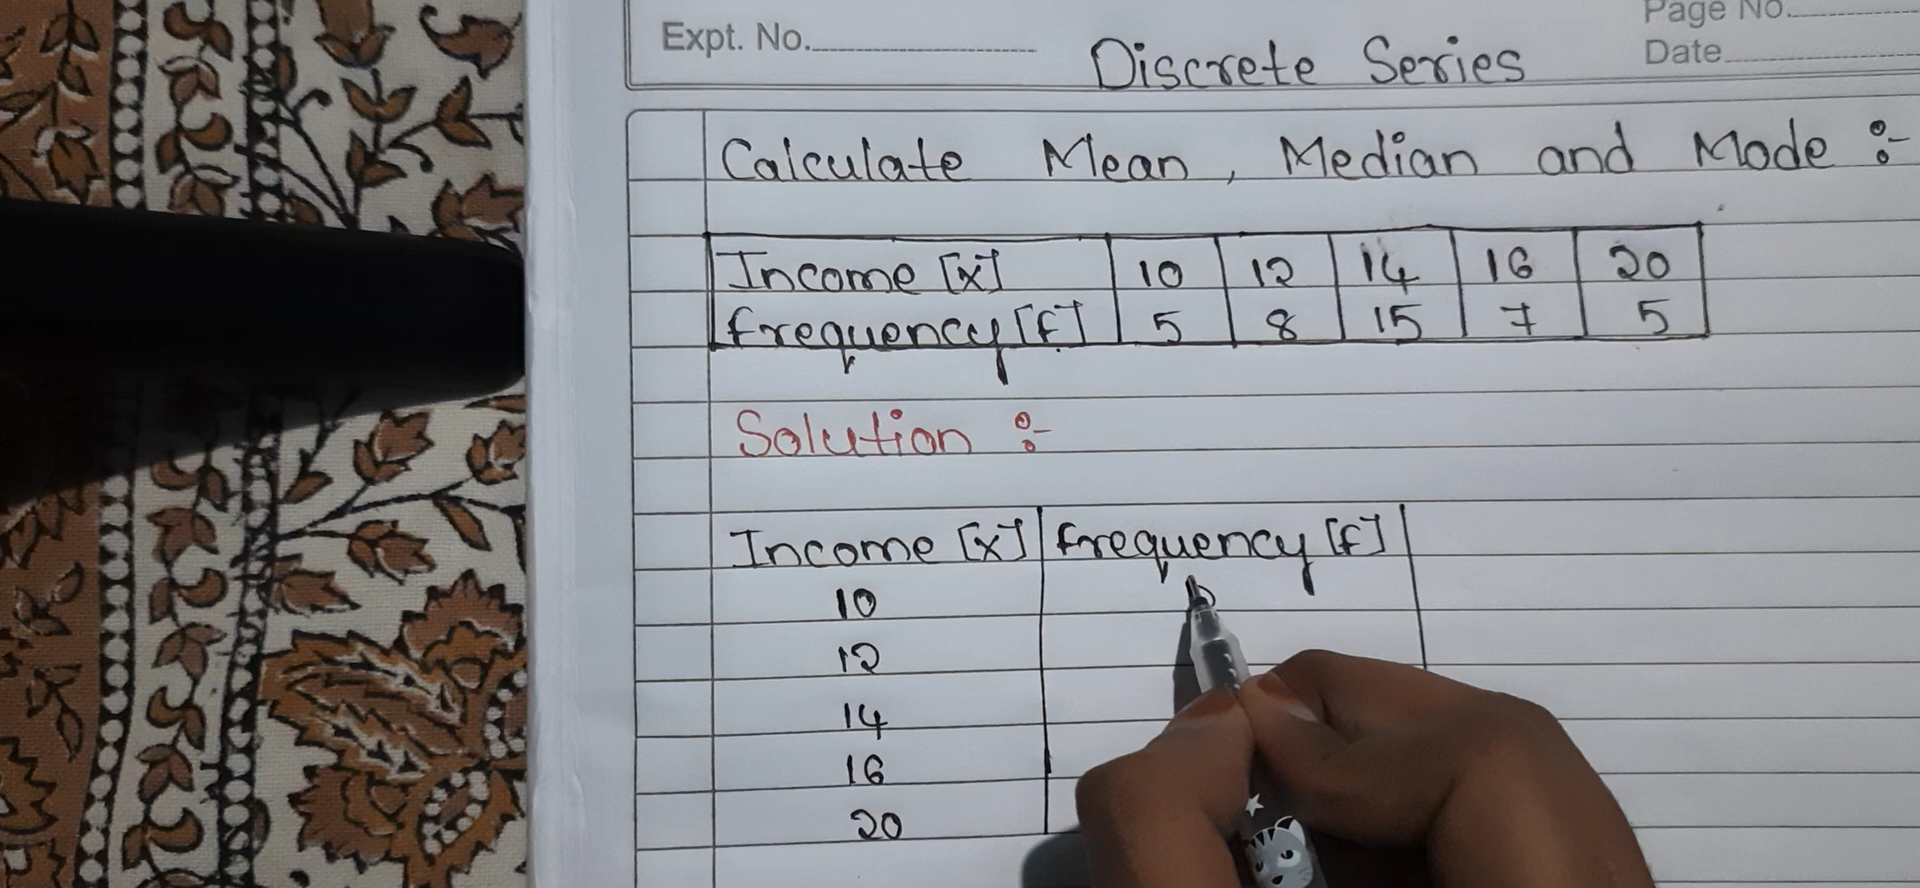 Expt. No.
Page No.
Date
Discrete Series
Calculate Mean, Median and Mode :-
Income [x] 10 12 14 16 20
frequency [f] 5 8 15 7 5
Solution :-
Income [x] frequency [f]
10
12
14
16
20